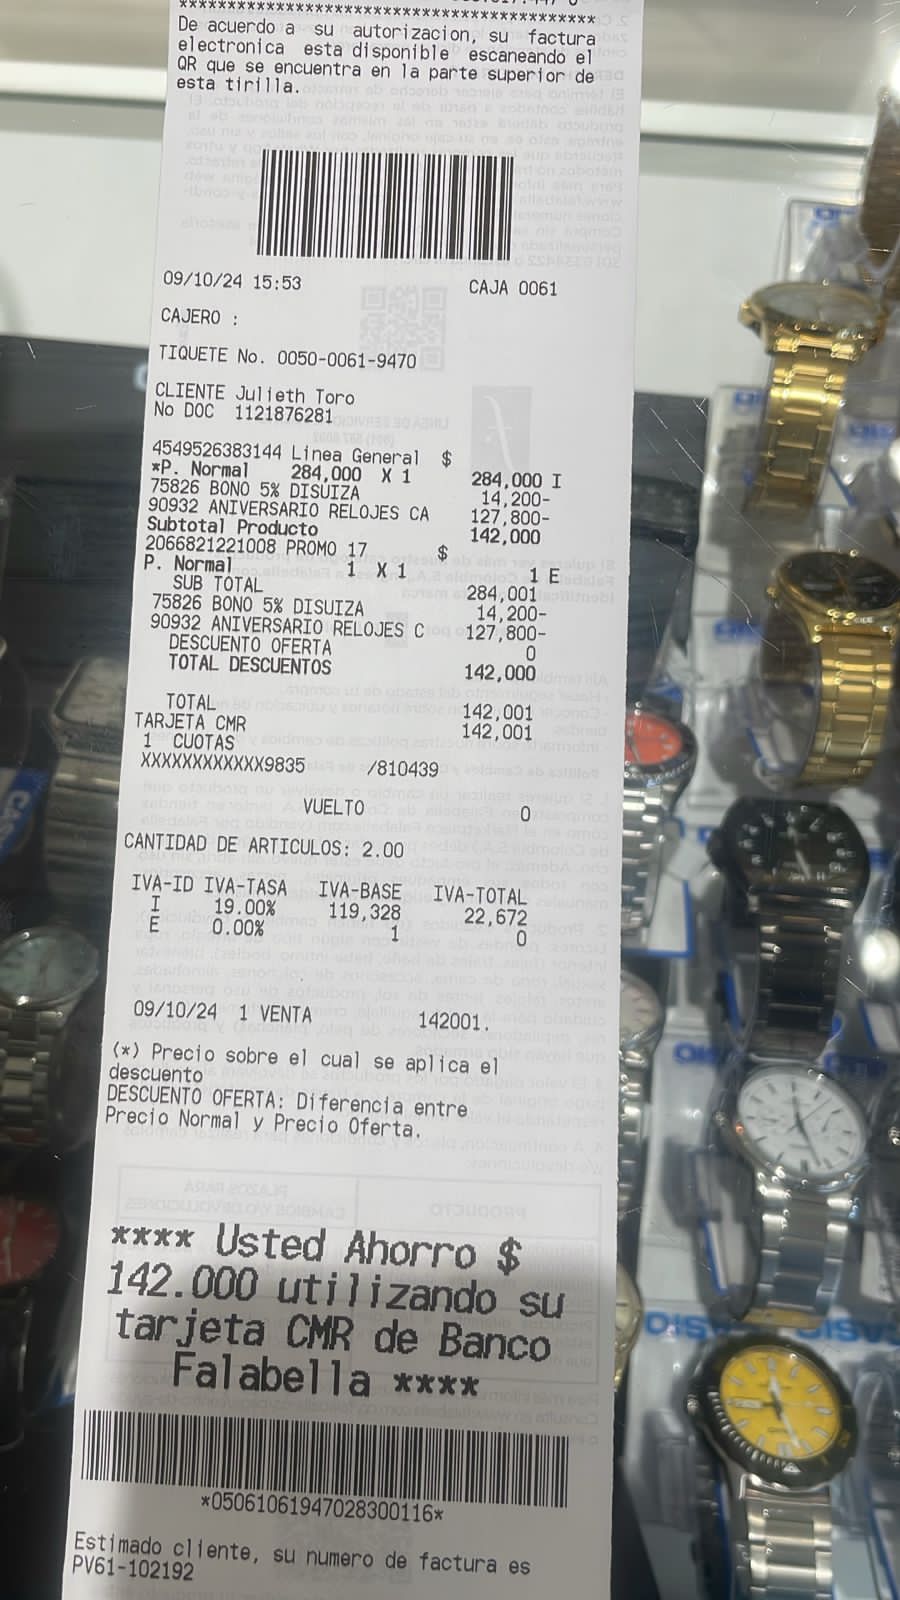 ******************************************
De acuerdo a su autorizacion, su factura
electronica esta disponible escaneando el
QR que se encuentra en la parte superior de
esta tirilla.
09/10/24 15:53 CAJA 0061
CAJERO :
TIQUETE No. 0050-0061-9470
CLIENTE Julieth Toro
No DOC 1121876281
4549526383144 Linea General $
*P. Normal 284,000 X 1 284,000 I
75826 BONO 5% DISUIZA 14,200-
90932 ANIVERSARIO RELOJES CA 127,800-
Subtotal Producto 142,000
2066821221008 PROMO 17 $
P. Normal 1 X 1 1 E
SUB TOTAL 284,001
75826 BONO 5% DISUIZA 14,200-
90932 ANIVERSARIO RELOJES C 127,800-
DESCUENTO OFERTA 0
TOTAL DESCUENTOS 142,000
TOTAL 142,001
TARJETA CMR 142,001
1 CUOTAS
XXXXXXXXXXXX9835 /810439
VUELTO 0
CANTIDAD DE ARTICULOS: 2.00
IVA-ID IVA-TASA IVA-BASE IVA-TOTAL
I 19.00% 119,328 22,672
E 0.00% 1 0
09/10/24 1 VENTA 142001.
(*) Precio sobre el cual se aplica el
descuento
DESCUENTO OFERTA: Diferencia entre
Precio Normal y Precio Oferta.
**** Usted Ahorro $
142.000 utilizando su
tarjeta CMR de Banco
Falabella ****
*05061061947028300116*
Estimado cliente, su numero de factura es
PV61-102192
CASIO